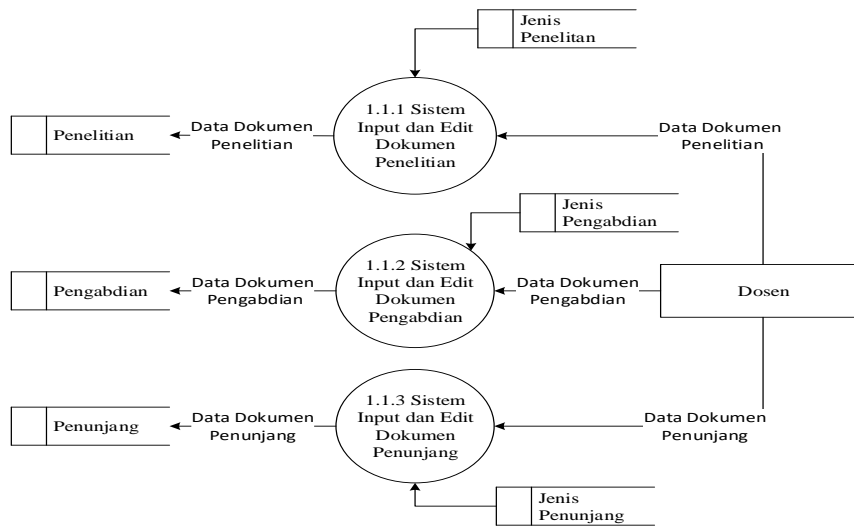 Jenis
Penelitan
1.1.1 Sistem
Input dan Edit
Dokumen
Penelitian
Penelitian
Data Dokumen
Penelitian
Data Dokumen
Penelitian
Jenis
Pengabdian
1.1.2 Sistem
Input dan Edit
Dokumen
Pengabdian
Pengabdian
Data Dokumen
Pengabdian
Data Dokumen
Pengabdian
Dosen
1.1.3 Sistem
Input dan Edit
Dokumen
Penunjang
Penunjang
Data Dokumen
Penunjang
Data Dokumen
Penunjang
Jenis
Penunjang